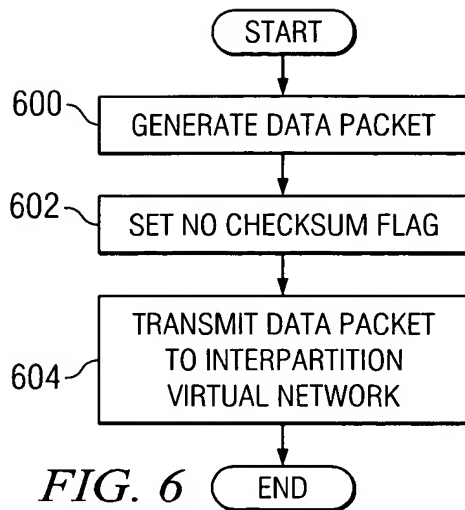 START
600
GENERATE DATA PACKET
602
SET NO CHECKSUM FLAG
604
TRANSMIT DATA PACKET
TO INTERPARTITION
VIRTUAL NETWORK
FIG. 6
END